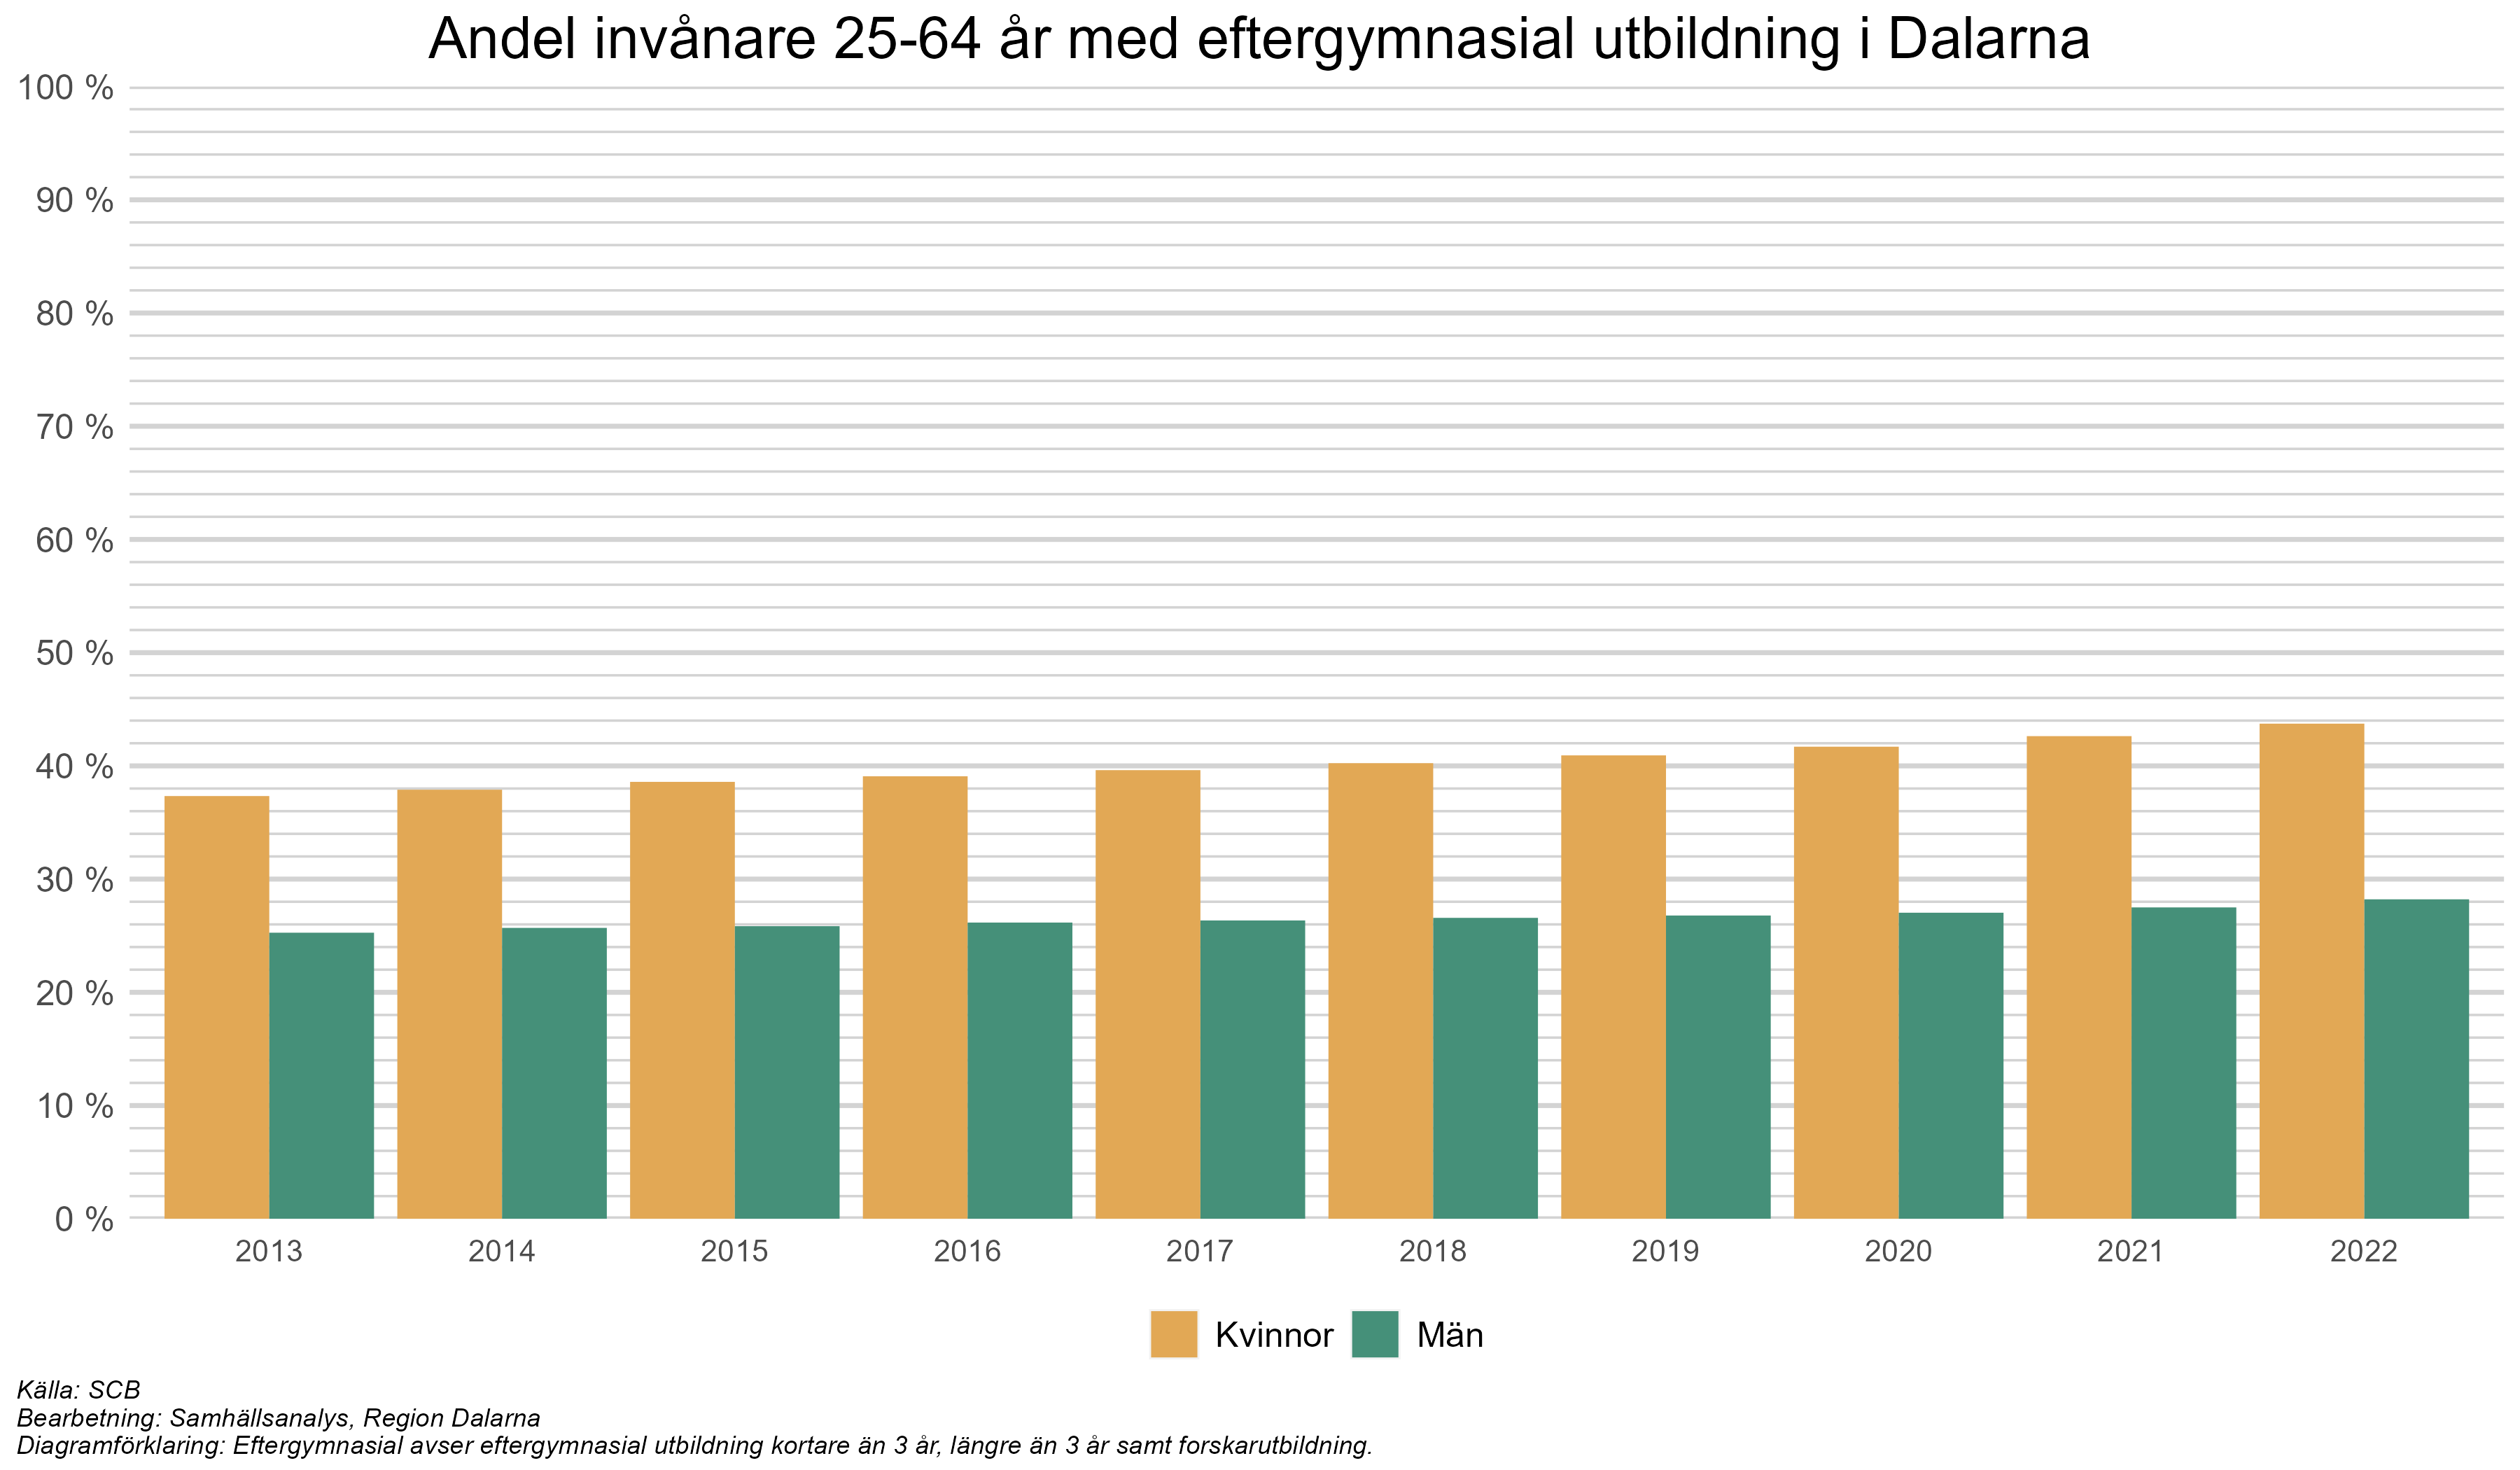 Andel invånare 25-64 år med eftergymnasial utbildning i Dalarna
100 %
90 %
80 %
70 %
60 %
50 %
40 %
30 %
20 %
10 %
0 %
2013 2014 2015 2016 2017 2018 2019 2020 2021 2022
Kvinnor Män
Källa: SCB
Bearbetning: Samhällsanalys, Region Dalarna
Diagramförklaring: Eftergymnasial avser eftergymnasial utbildning kortare än 3 år, längre än 3 år samt forskarutbildning.